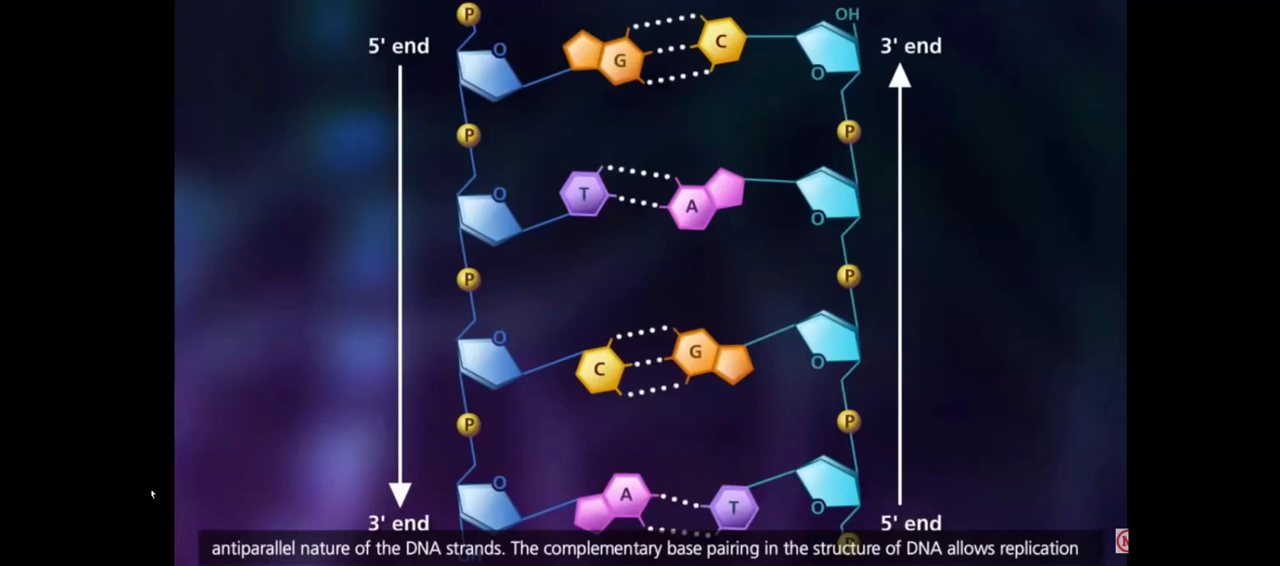 P
OH
5' end
3' end
O
G
C
O
P
P
O
T
A
O
P
P
O
C
G
O
P
P
O
A
T
O
3' end
5' end
antiparallel nature of the DNA strands. The complementary base pairing in the structure of DNA allows replication